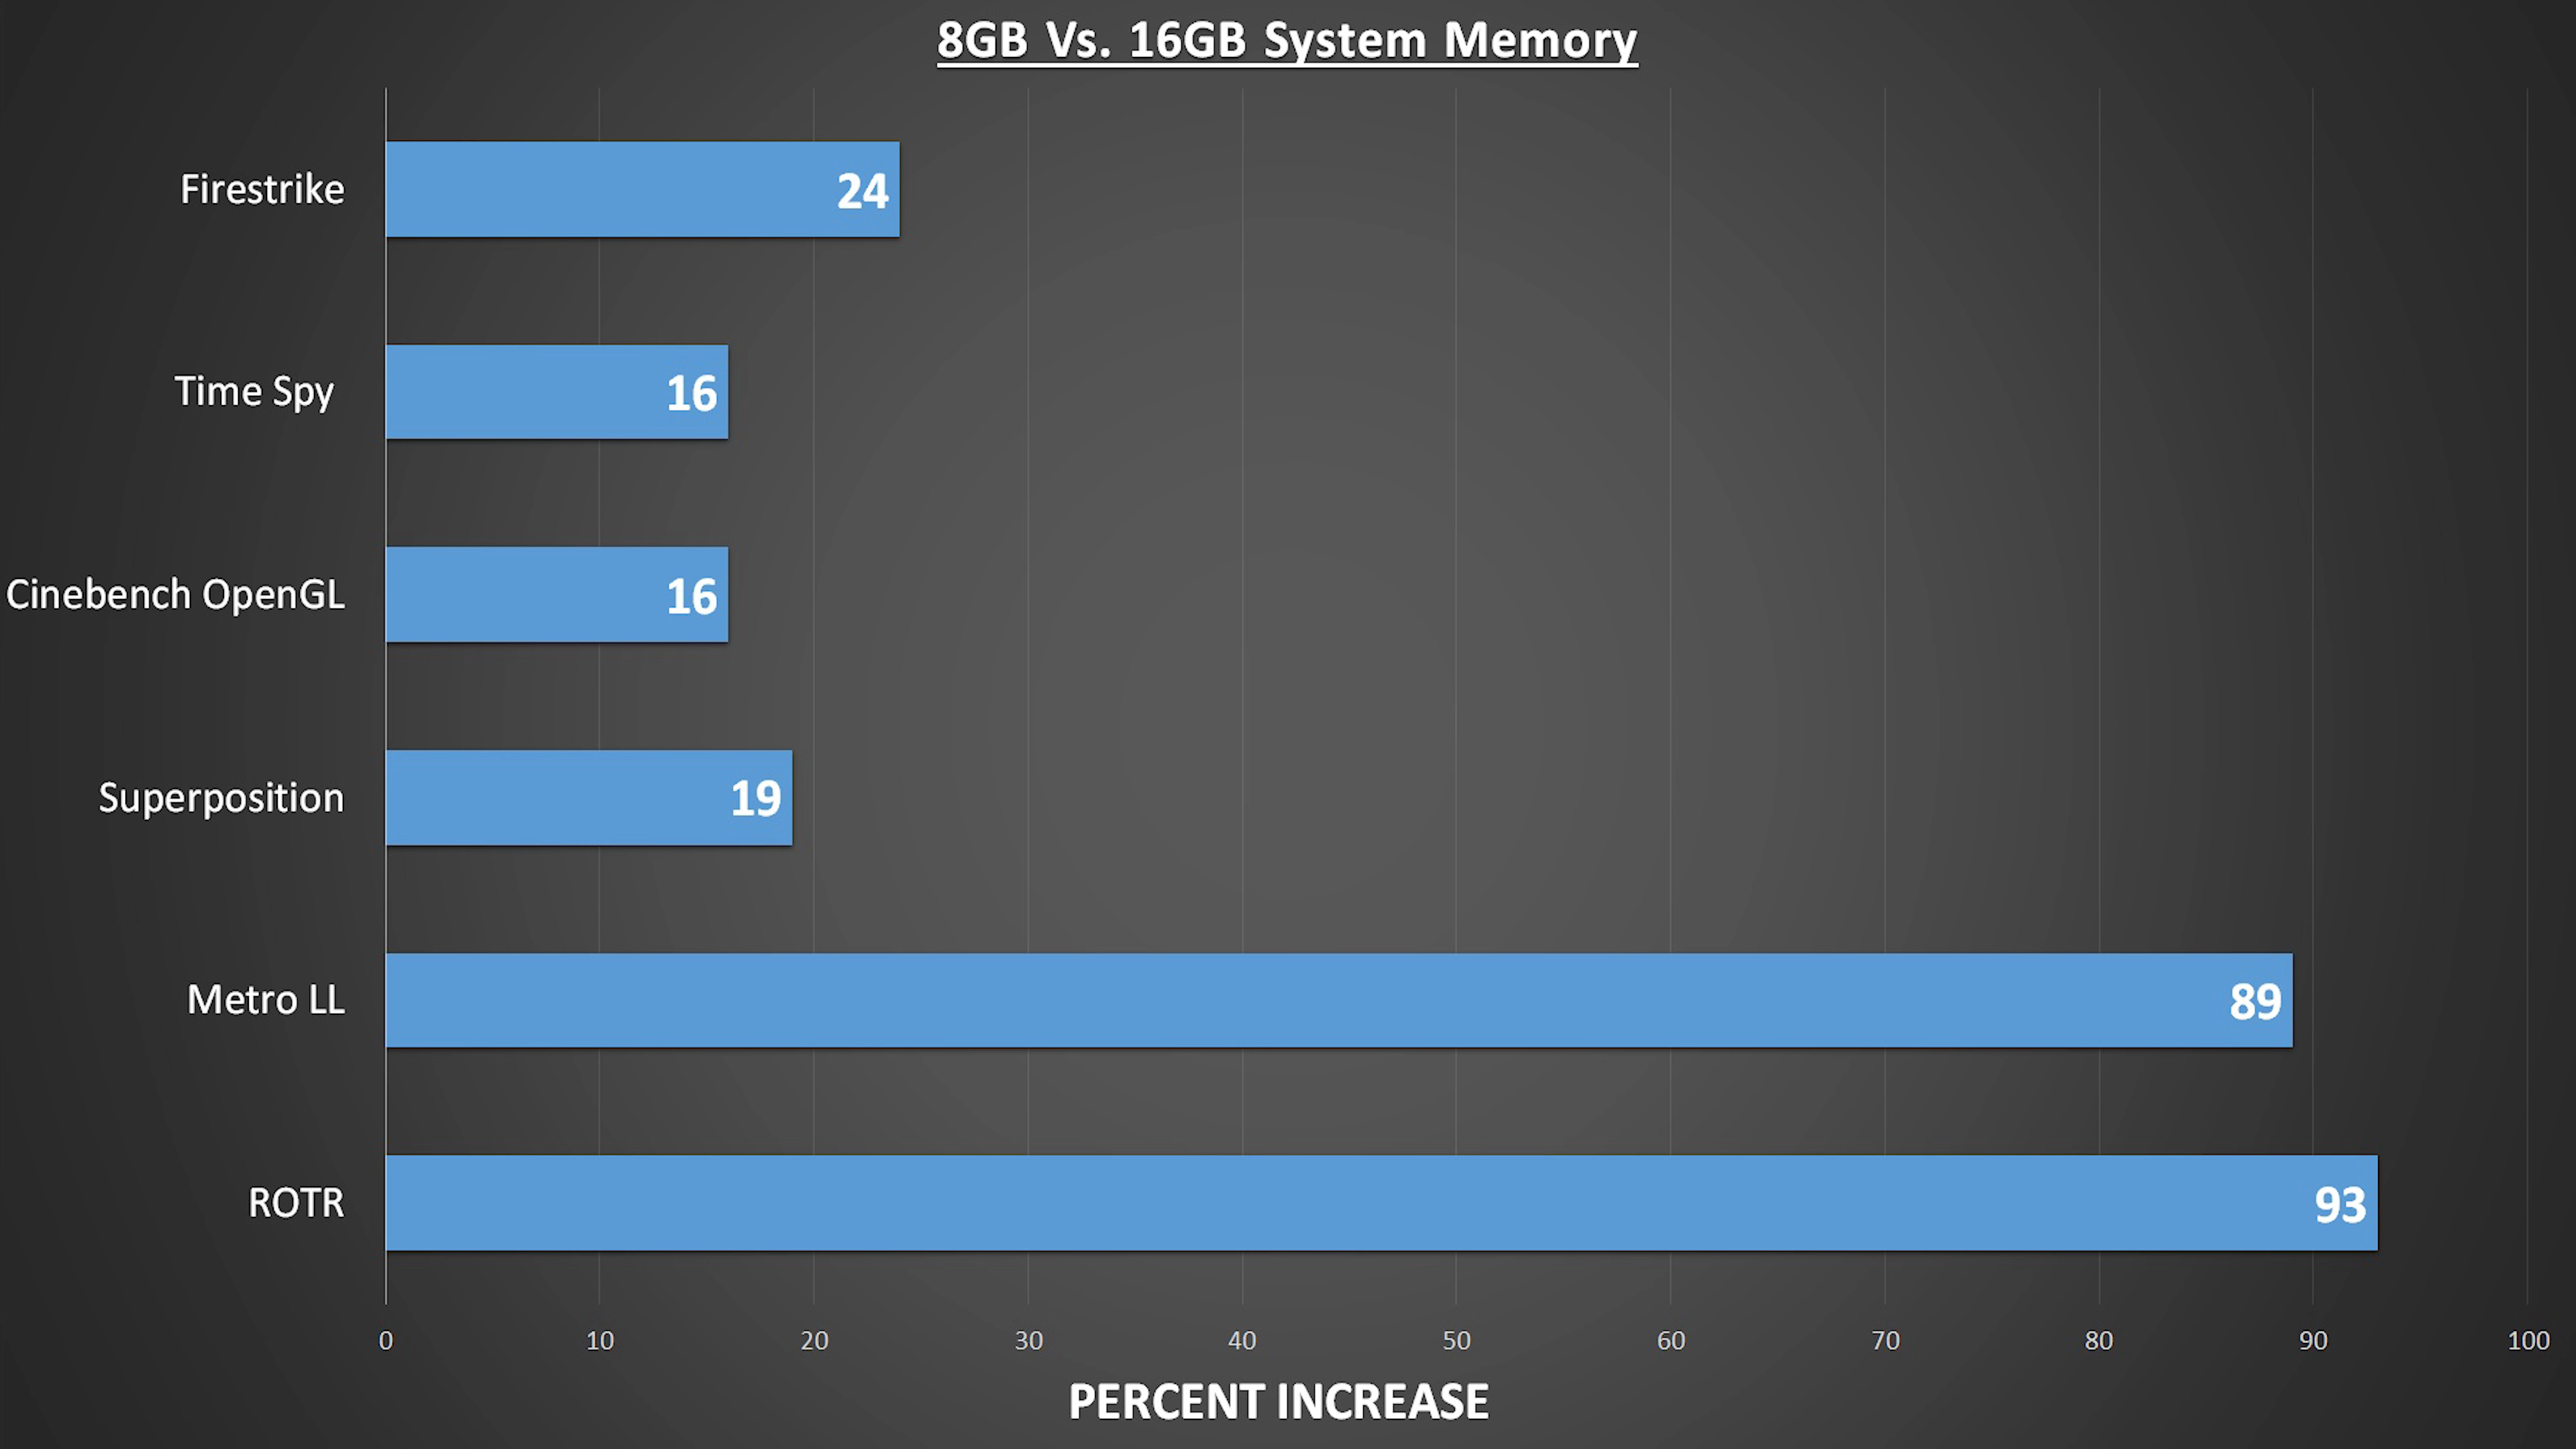 8GB Vs. 16GB System Memory
Firestrike 24
Time Spy 16
Cinebench OpenGL 16
Superposition 19
Metro LL 89
ROTR 93
0 10 20 30 40 50 60 70 80 90 100
PERCENT INCREASE